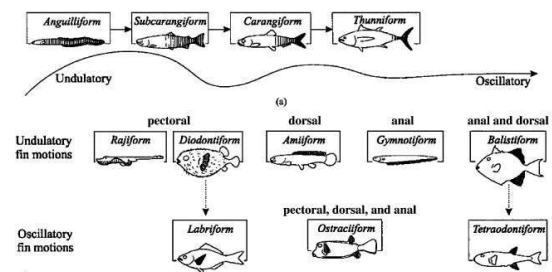 Anguilliform Subcarangiform Carangiform Thunniform
Undulatory
Oscillatory
(a)
pectoral dorsal anal anal and dorsal
Undulatory fin motions
Rajiform Diodontiform Amiiform Gymnotiform Balistiform
pectoral, dorsal, and anal
Oscillatory fin motions
Labriform Ostraciiform Tetraodontiform